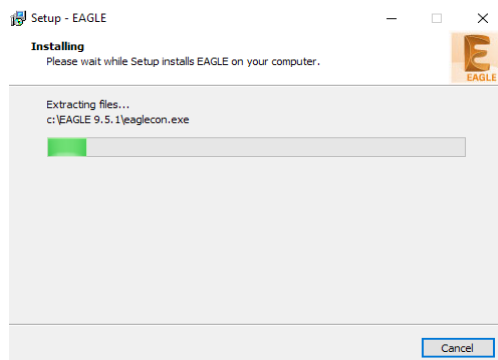 Setup - EAGLE
Installing
Please wait while Setup installs EAGLE on your computer.
EAGLE
Extracting files...
c:\EAGLE 9.5.1\eaglecon.exe
Cancel